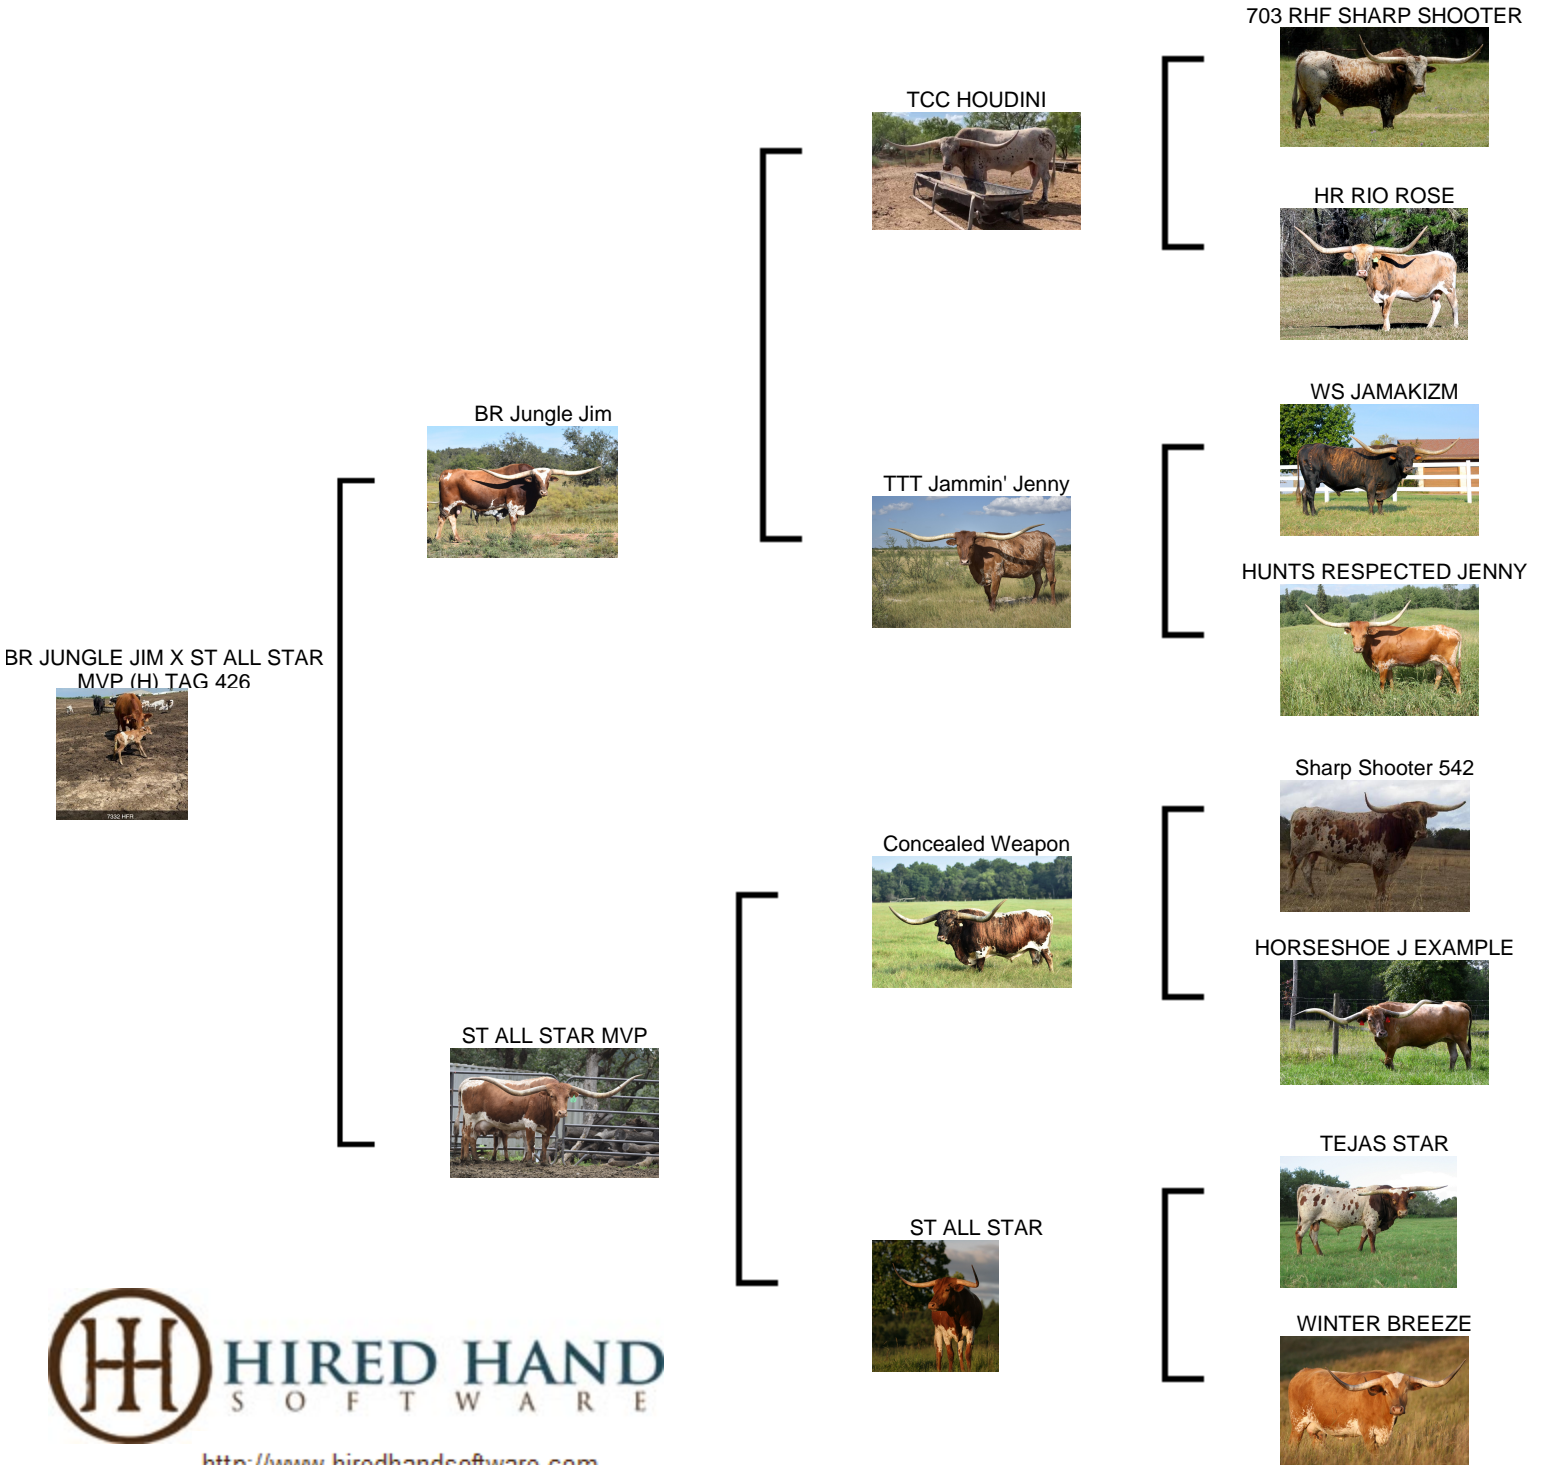 703 RHF SHARP SHOOTER
TCC HOUDINI
HR RIO ROSE
WS JAMAKIZM
BR Jungle Jim
TTT Jammin' Jenny
HUNTS RESPECTED JENNY
BR JUNGLE JIM X ST ALL STAR
MVP (H) TAG 426
7332 HFR
Sharp Shooter 542
Concealed Weapon
HORSESHOE J EXAMPLE
ST ALL STAR MVP
TEJAS STAR
ST ALL STAR
WINTER BREEZE
HIRED HAND
SOFTWARE
http://www.hiredhandsoftware.com